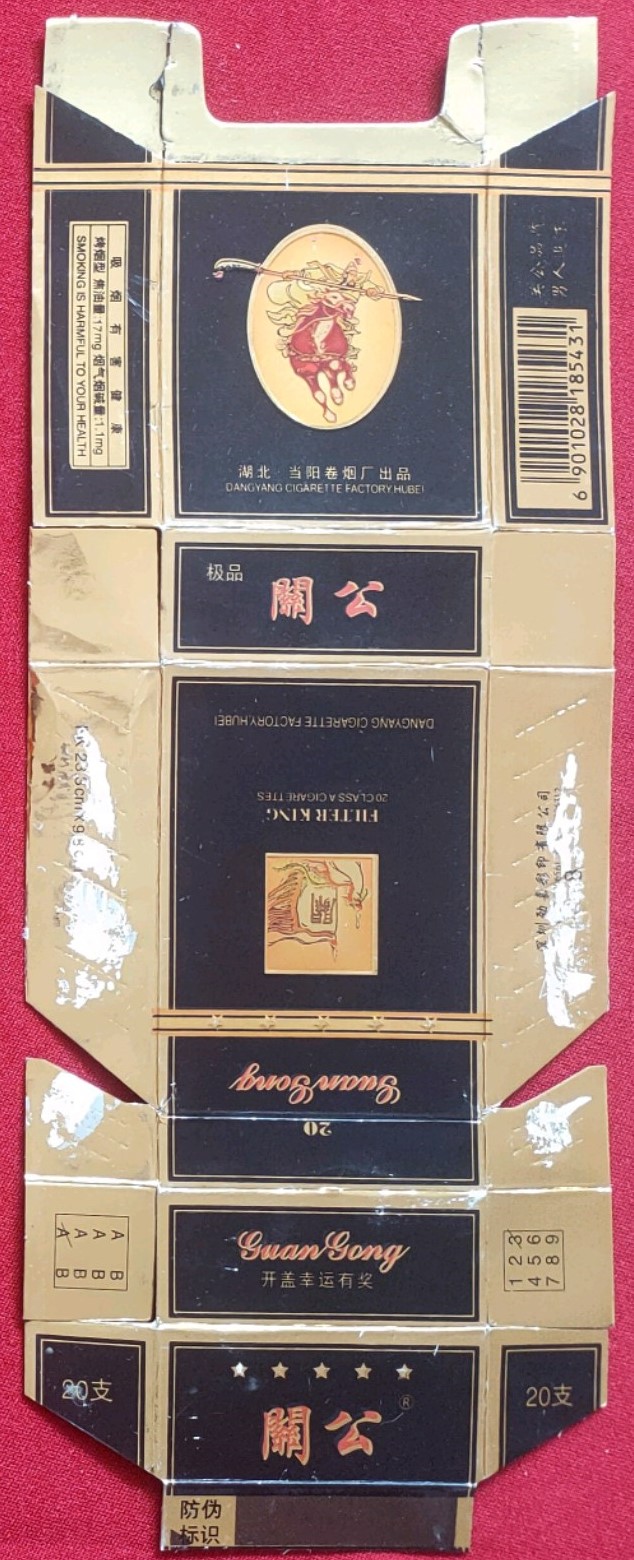 吸烟有害健康
烤烟型 焦油量:17mg 烟气烟碱量:1.1mg
SMOKING IS HARMFUL TO YOUR HEALTH
湖北 当阳卷烟厂出品
DANGYANG CIGARETTE FACTORY.HUBEI
6 901028 185431
极品
關公
DANGYANG CIGARETTE FACTORY.HUBEI
20 CLASS A CIGARETTES
FILTER KING
Guan Gong
20
A B
A B
A B
A B
Guan Gong
开盖幸运有奖
1 2 3
4 5 6
7 8 9
20支
關公®
20支
防伪
标识